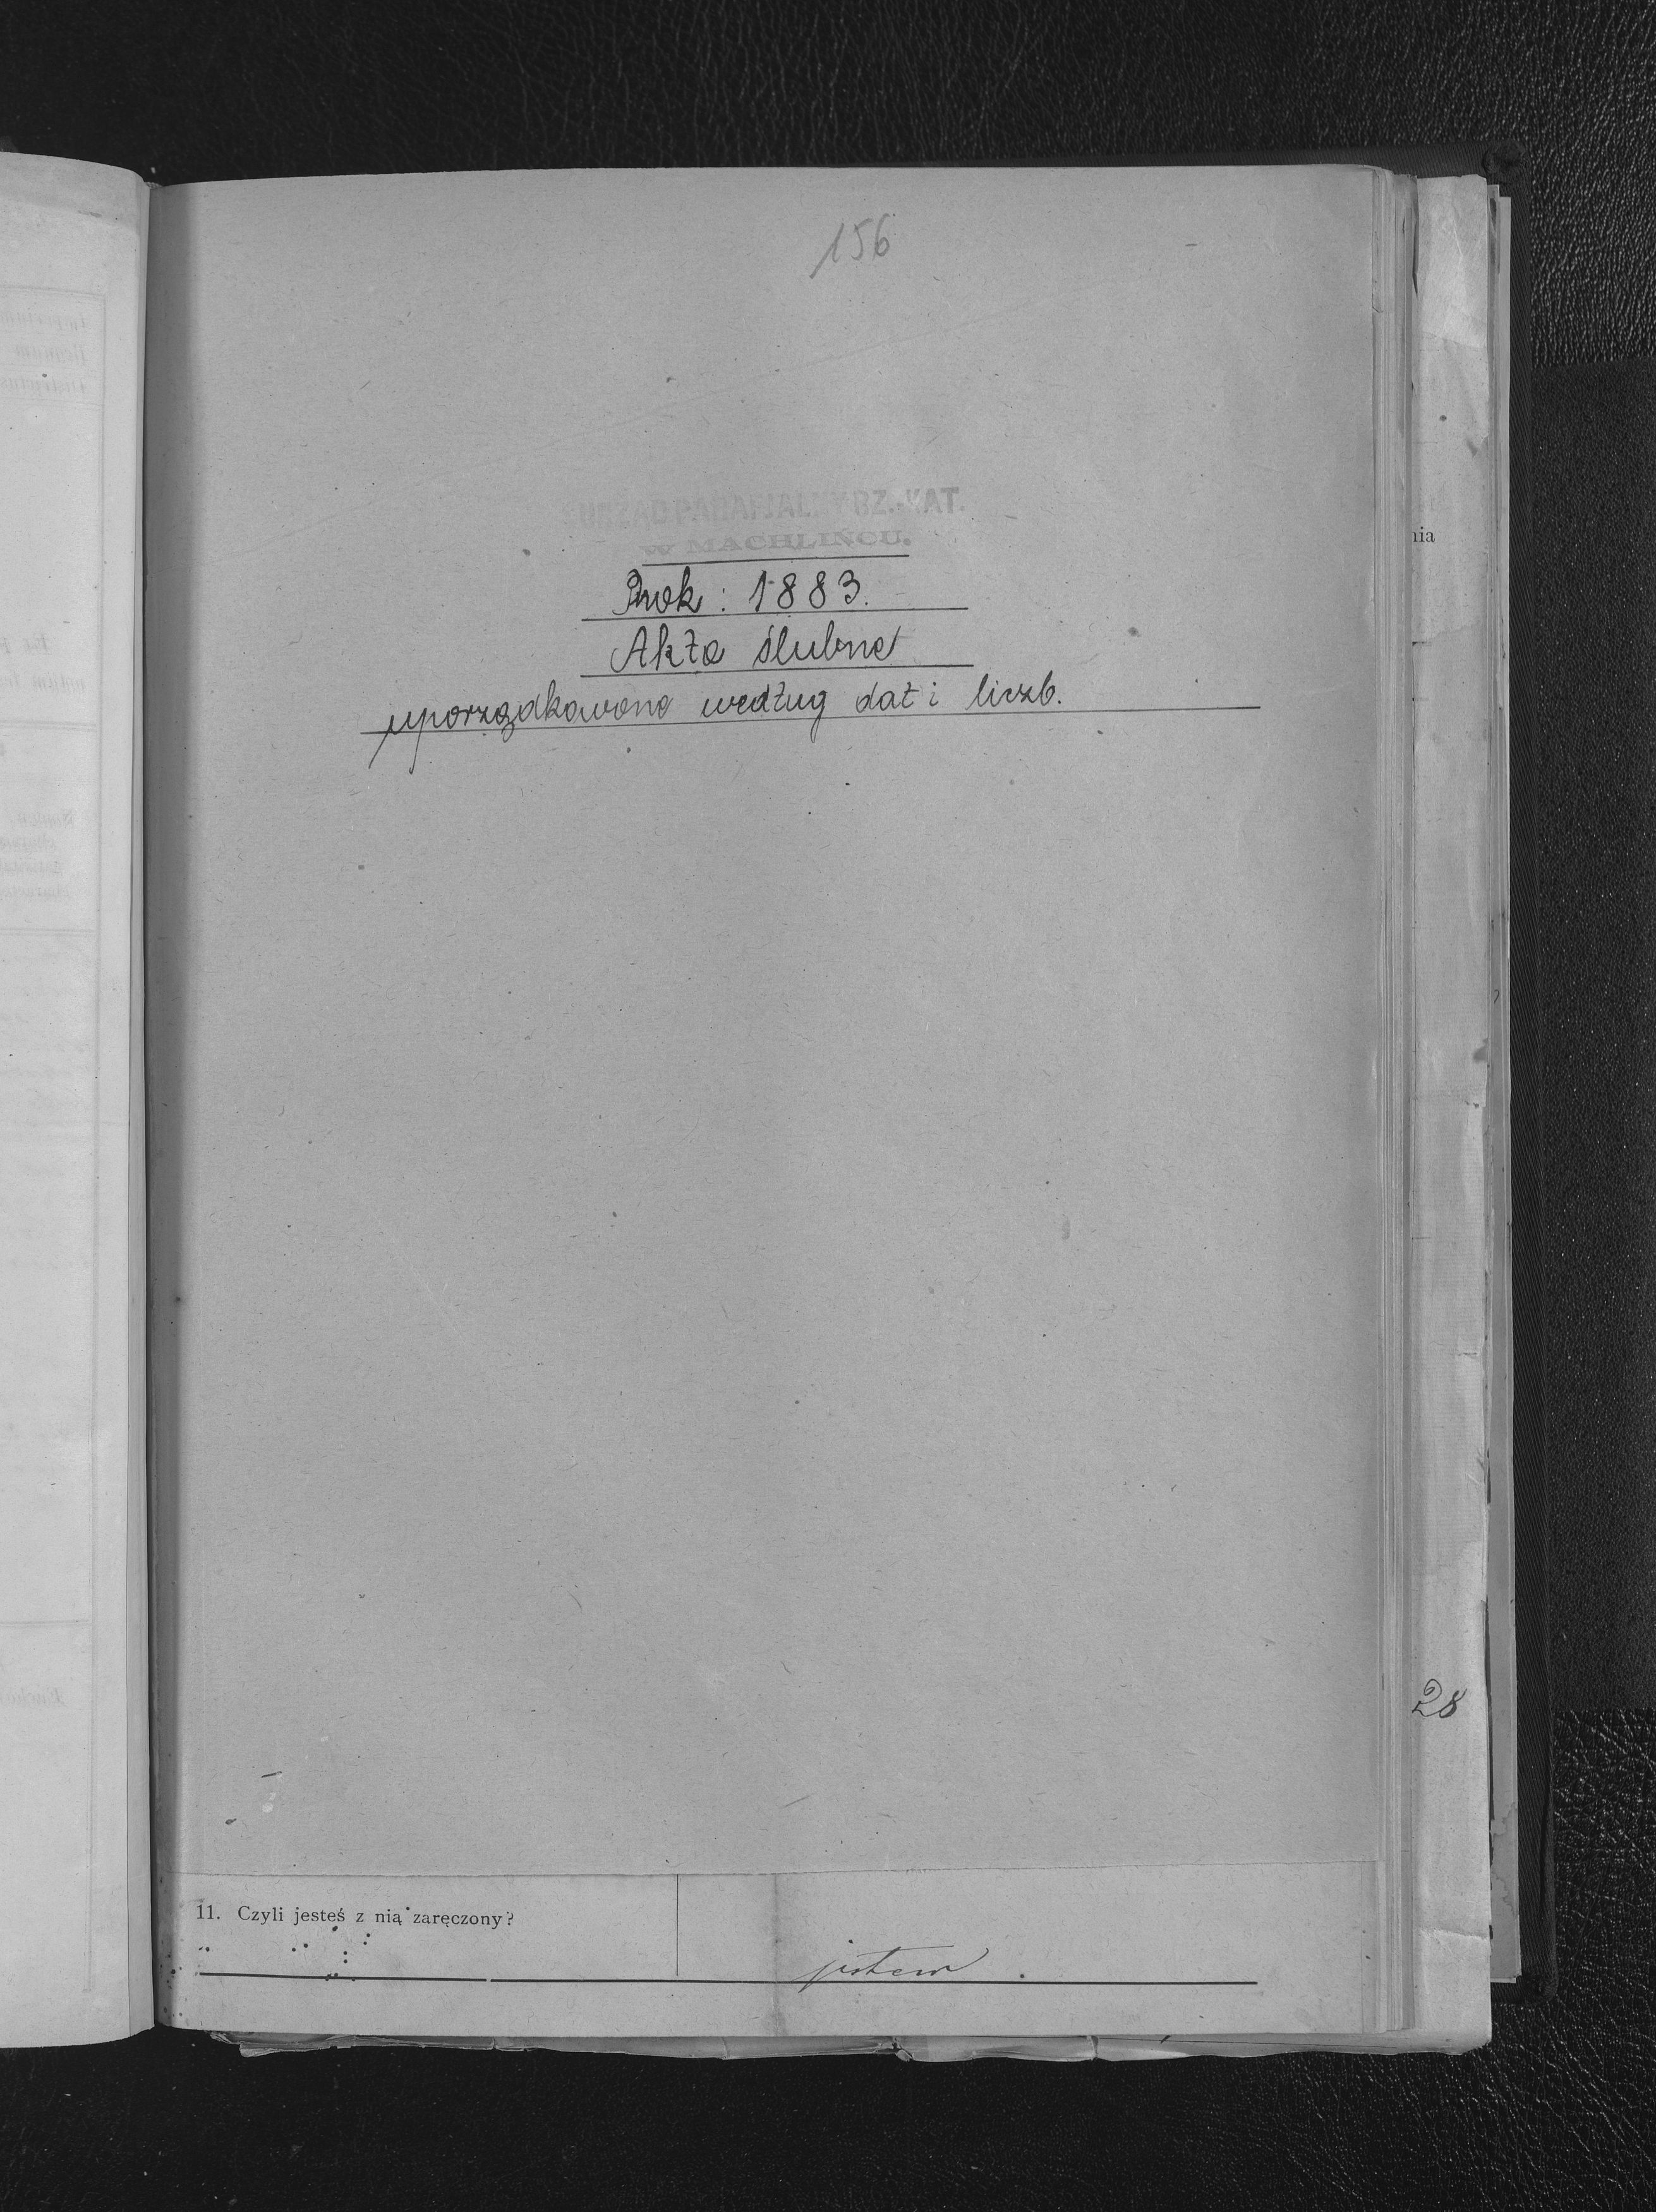 156
URZĄD PARAFJALNY RZ.-KAT.
W MACHLIŃCU.
Rok: 1883.
Akta ślubne
uporządkowane według dat i liczb.
nia
28
11. Czyli jesteś z nią zaręczony?
jestem